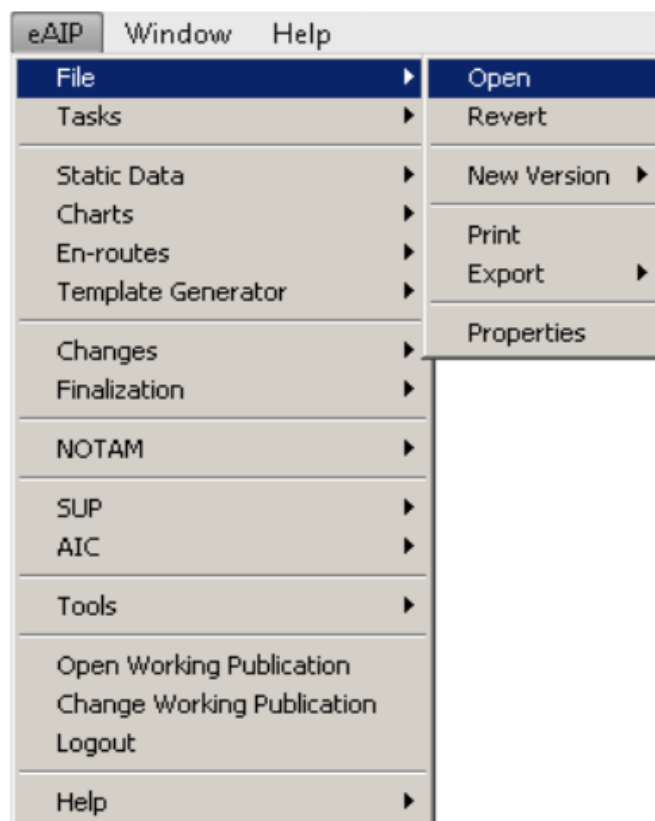 eAIP Window Help
File
Tasks
Static Data
Charts
En-routes
Template Generator
Changes
Finalization
NOTAM
SUP
AIC
Tools
Open Working Publication
Change Working Publication
Logout
Help
Open
Revert
New Version
Print
Export
Properties